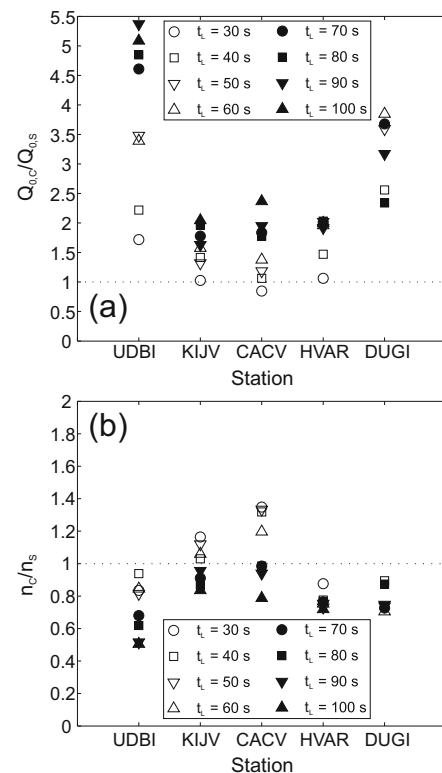 5.5
5
4.5
4
3.5
3
2.5
2
1.5
1
0.5
0
Q0,C/Q0,S
tL = 30 s
tL = 40 s
tL = 50 s
tL = 60 s
tL = 70 s
tL = 80 s
tL = 90 s
tL = 100 s
(a)
UDBI KIJV CACV HVAR DUGI
Station
2
1.8
1.6
1.4
1.2
1
0.8
0.6
0.4
0.2
0
nC/nS
(b)
tL = 30 s
tL = 40 s
tL = 50 s
tL = 60 s
tL = 70 s
tL = 80 s
tL = 90 s
tL = 100 s
UDBI KIJV CACV HVAR DUGI
Station